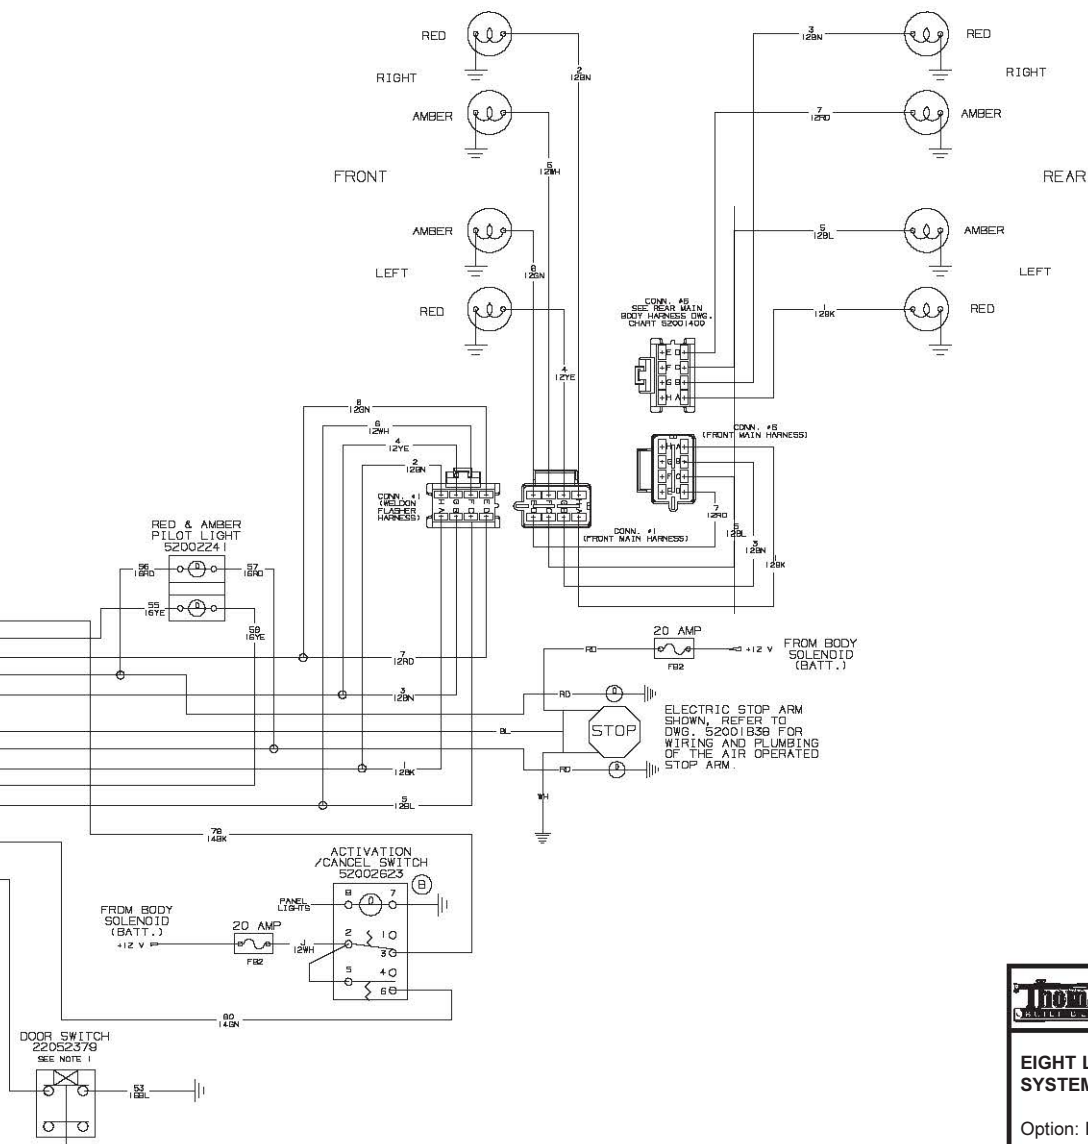 RED
2
12BN
3
12BN
RED
RIGHT
RIGHT
AMBER
7
12RD
AMBER
FRONT
12WH
REAR
AMBER
8
12GN
5
12BL
AMBER
LEFT
LEFT
RED
1
12BK
RED
CONN. #5
SEE REAR MAIN
BODY HARNESS DWG.
CHART 52001400
4
12YE
E D
F C
G B
H A
8
12GN
6
12WH
4
12YE
2
12BN
CONN. #5
(FRONT MAIN HARNESS)
H A
G B
F C
E D
CONN. #1
(WELDON
FLASHER
HARNESS)
H G F E
A B C D
E F G H
D C B A
CONN. #1
(FRONT MAIN HARNESS)
7
12RD
5
12BL
3
12BN
1
12BK
RED & AMBER
PILOT LIGHT
52002241
56
16RD
57
16RD
55
16YE
58
16YE
7
12RD
3
12BN
1
12BK
5
12BL
20 AMP
RD
FB2
+12 V
FROM BODY
SOLENOID
(BATT.)
RD
BL
STOP
RD
WH
ELECTRIC STOP ARM
SHOWN, REFER TO
DWG. 52001838 FOR
WIRING AND PLUMBING
OF THE AIR OPERATED
STOP ARM.
78
14BK
ACTIVATION
/CANCEL SWITCH
52002623
B
PANEL
LIGHTS
8 7
2 1
3
5 4
6
FROM BODY
SOLENOID
(BATT.)
+12 V
20 AMP
FB2
J
12WH
80
14GN
DOOR SWITCH
22052379
SEE NOTE 1
53
18BL
Thom
EIGHT L
SYSTEM
Option: